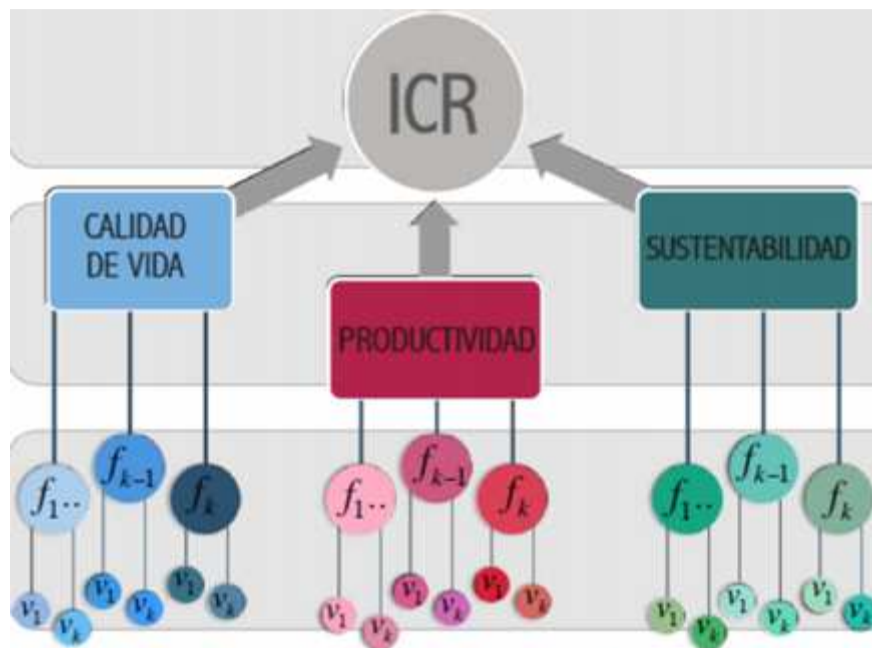 ICR
CALIDAD
DE VIDA
SUSTENTABILIDAD
PRODUCTIVIDAD
f₁.. fₖ₋₁ fₖ f₁.. fₖ₋₁ fₖ f₁.. fₖ₋₁ fₖ
v₁ vₖ v₁ vₖ v₁ vₖ v₁ vₖ v₁ vₖ v₁ vₖ v₁ vₖ v₁ vₖ v₁ vₖ